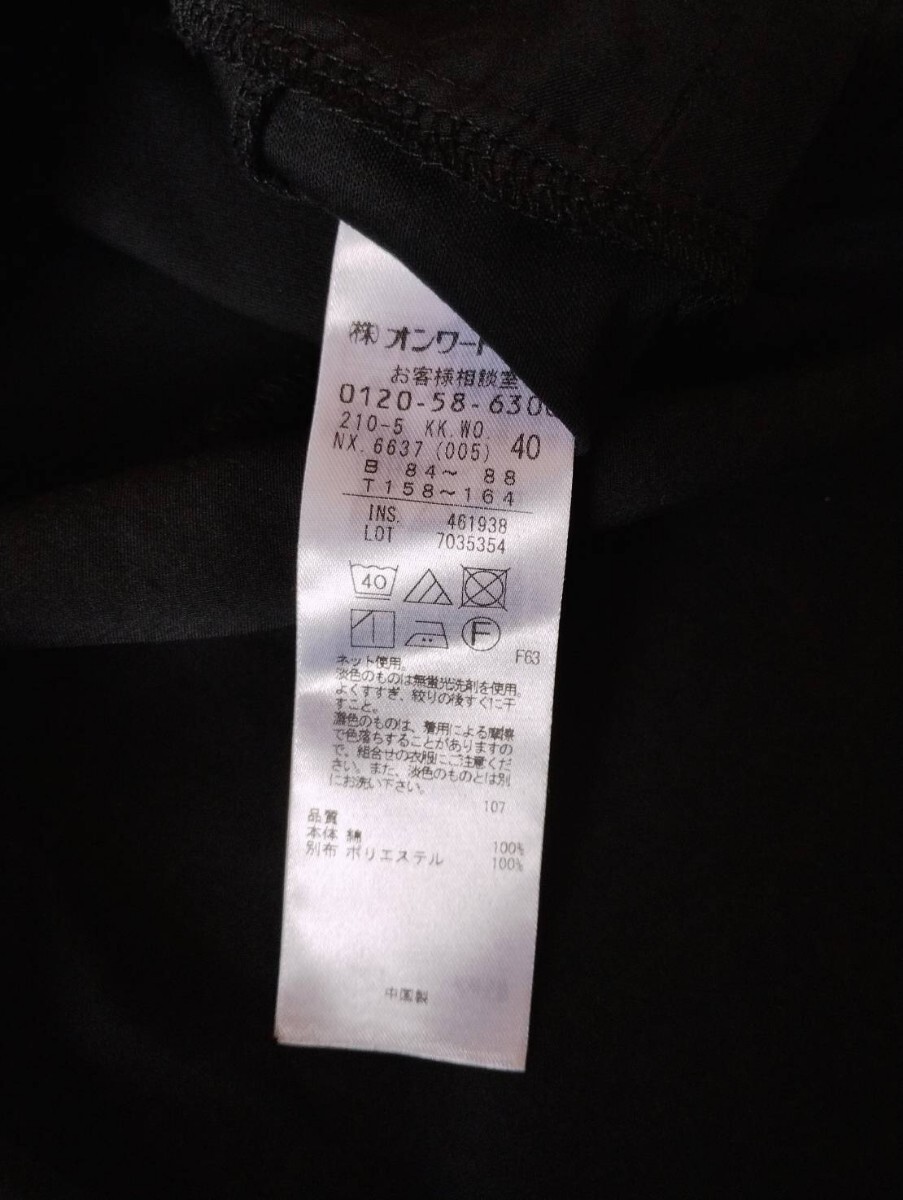 ㈱オンワー
お客様相談室
0120-58-630
210-5 KK.WO. 40
NX. 6637 (005)
B 84～ 88
T158～164
INS. 461938
LOT 7035354
40
F
F63
ネット使用。
淡色のものは無蛍光洗剤を使用。
よくすすぎ、絞りの後すぐに干
すこと。
濃色のものは、着用による摩擦
で色落ちすることがありますの
で、組合せの衣服にご注意くだ
さい。また、淡色のものとは別
にお洗い下さい。
107
品質
本体 綿 100%
別布 ポリエステル 100%
中国製